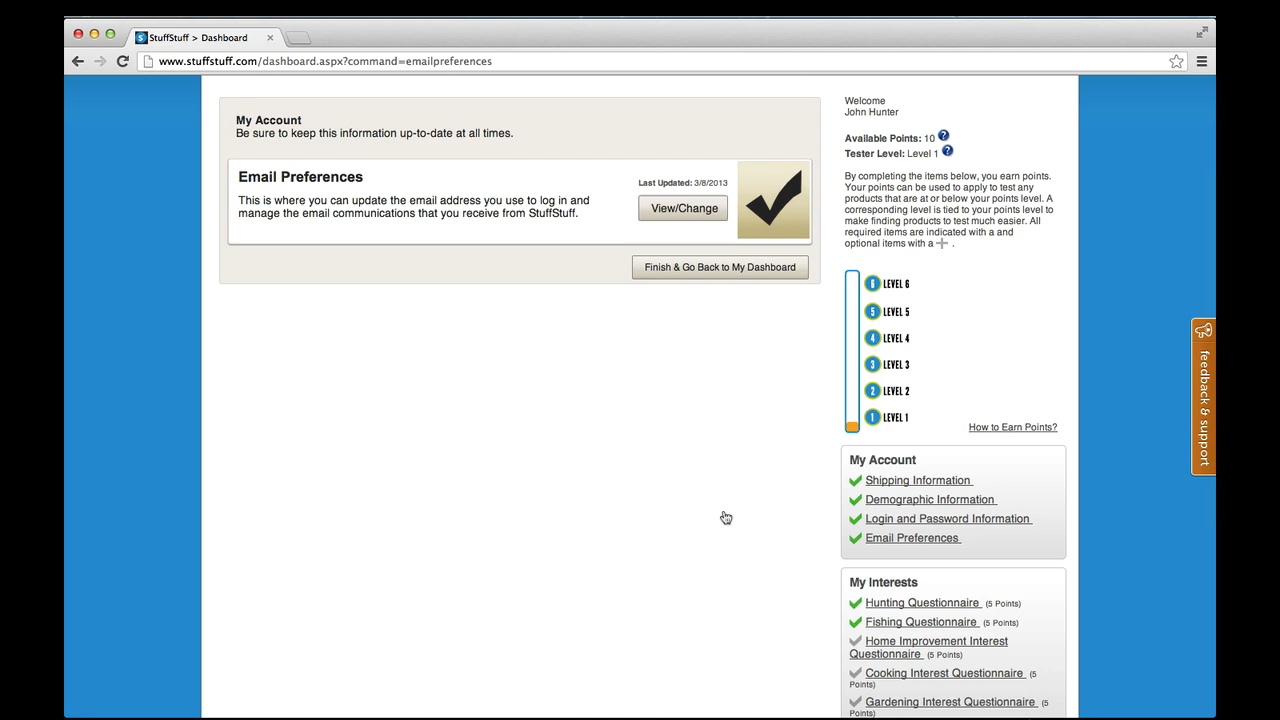 StuffStuff > Dashboard
www.stuffstuff.com/dashboard.aspx?command=emailpreferences
My Account
Be sure to keep this information up-to-date at all times.
Email Preferences
This is where you can update the email address you use to log in and
manage the email communications that you receive from StuffStuff.
Last Updated: 3/8/2013
View/Change
Finish & Go Back to My Dashboard
Welcome
John Hunter
Available Points: 10 ?
Tester Level: Level 1 ?
By completing the items below, you earn points.
Your points can be used to apply to test any
products that are at or below your points level. A
corresponding level is tied to your points level to
make finding products to test much easier. All
required items are indicated with a and
optional items with a + .
6 LEVEL 6
5 LEVEL 5
4 LEVEL 4
3 LEVEL 3
2 LEVEL 2
1 LEVEL 1
How to Earn Points?
My Account
Shipping Information
Demographic Information
Login and Password Information
Email Preferences
My Interests
Hunting Questionnaire (5 Points)
Fishing Questionnaire (5 Points)
Home Improvement Interest
Questionnaire (5 Points)
Cooking Interest Questionnaire (5
Points)
Gardening Interest Questionnaire (5
Points)
feedback & support